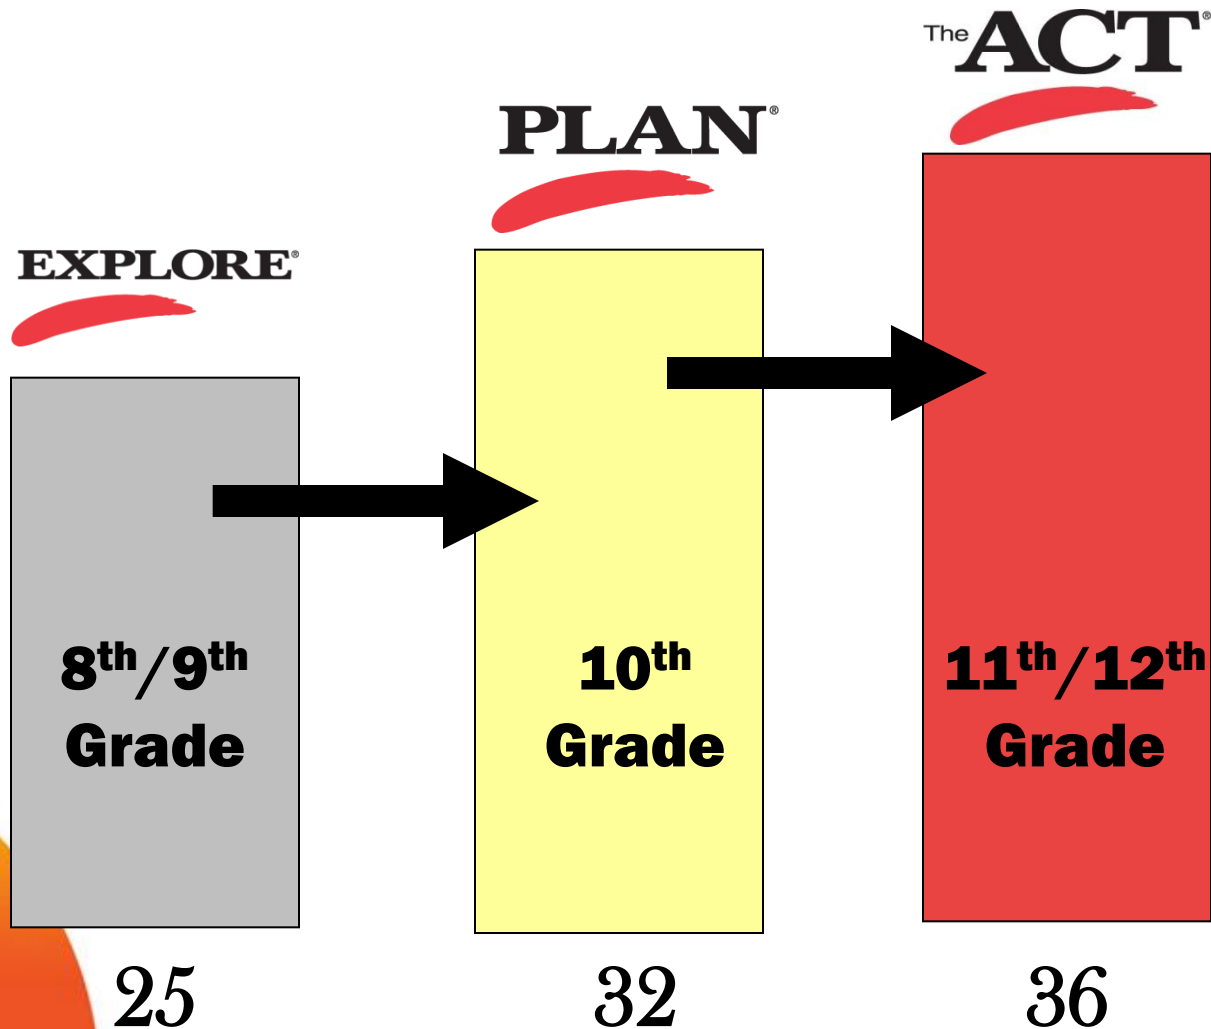 The ACT®
PLAN®
EXPLORE®
8th/9th
Grade
10th
Grade
11th/12th
Grade
25
32
36